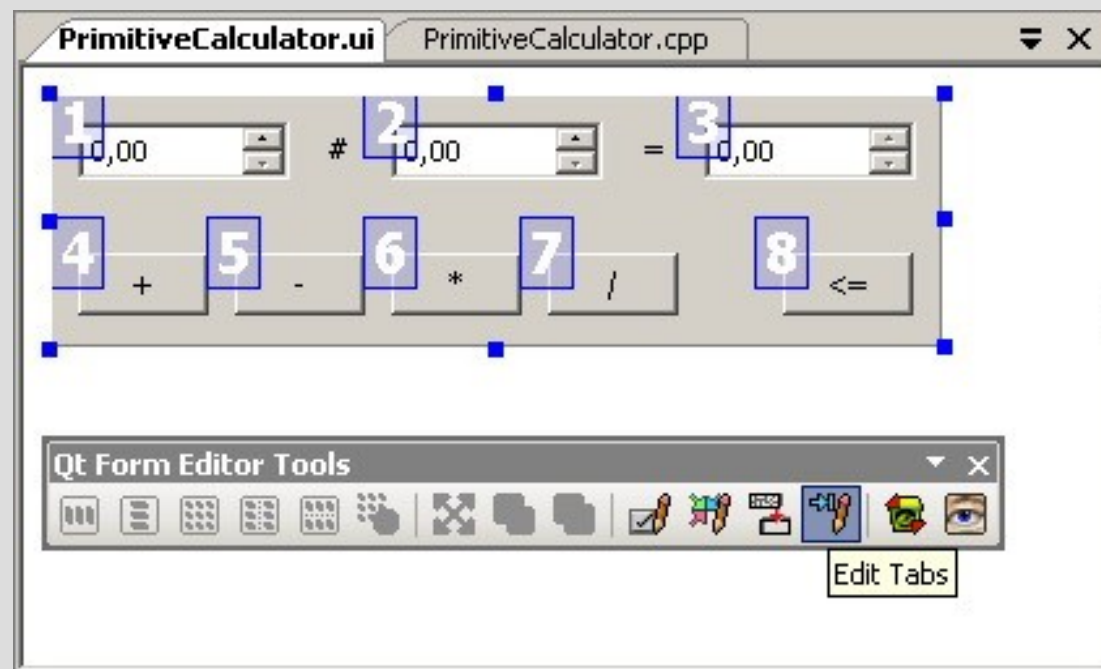 PrimitiveCalculator.ui PrimitiveCalculator.cpp
1 2 3
0,00 # 0,00 = 0,00
4 5 6 7 8
+ - * / <=
Qt Form Editor Tools
Edit Tabs